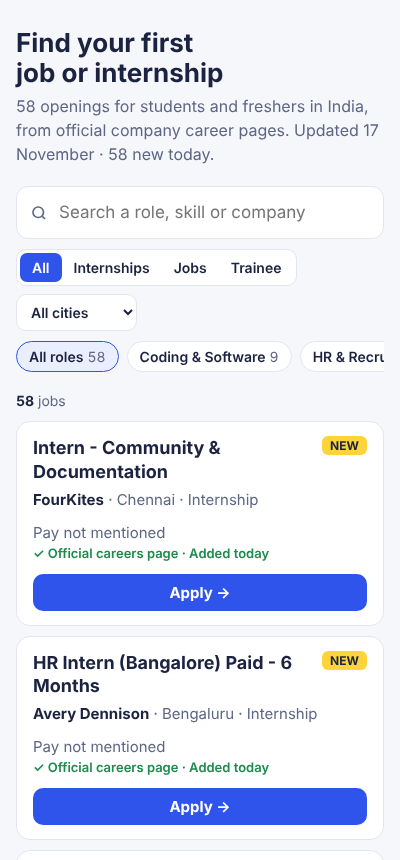 Find your first
job or internship
58 openings for students and freshers in India,
from official company career pages. Updated 17
November · 58 new today.
Search a role, skill or company
All Internships Jobs Trainee
All cities
All roles 58 Coding & Software 9 HR & Recru
58 jobs
Intern - Community &
Documentation
NEW
FourKites · Chennai · Internship
Pay not mentioned
✓ Official careers page · Added today
Apply →
HR Intern (Bangalore) Paid - 6
Months
NEW
Avery Dennison · Bengaluru · Internship
Pay not mentioned
✓ Official careers page · Added today
Apply →